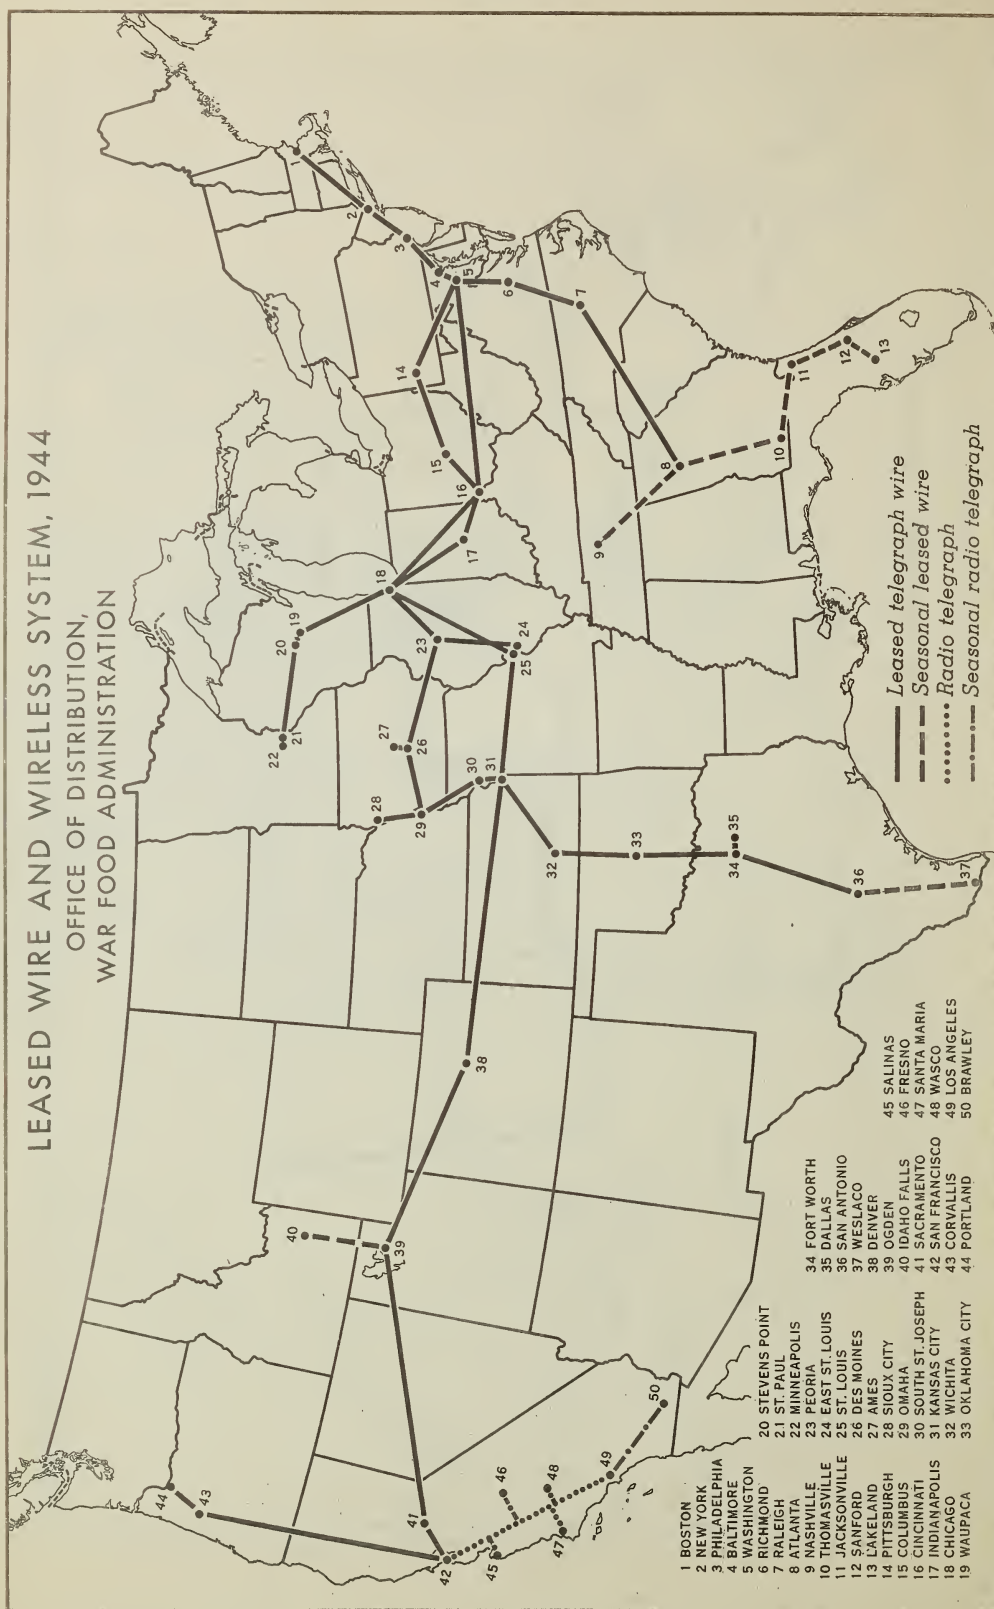 LEASED WIRE AND WIRELESS SYSTEM, 1944
OFFICE OF DISTRIBUTION,
WAR FOOD ADMINISTRATION
44
43
42
41
45
46
47
48
49
50
40
39
38
28
29
27
26
30
31
32
33
34
35
36
37
22
21
20
19
18
23
24
25
17
16
15
14
9
8
10
11
12
13
7
6
5
4
3
2
1
Leased telegraph wire
Seasonal leased wire
Radio telegraph
Seasonal radio telegraph
1 BOSTON
2 NEW YORK
3 PHILADELPHIA
4 BALTIMORE
5 WASHINGTON
6 RICHMOND
7 RALEIGH
8 ATLANTA
9 NASHVILLE
10 THOMASVILLE
11 JACKSONVILLE
12 SANFORD
13 LAKELAND
14 PITTSBURGH
15 COLUMBUS
16 CINCINNATI
17 INDIANAPOLIS
18 CHICAGO
19 WAUPACA
20 STEVENS POINT
21 ST. PAUL
22 MINNEAPOLIS
23 PEORIA
24 EAST ST. LOUIS
25 ST. LOUIS
26 DES MOINES
27 AMES
28 SIOUX CITY
29 OMAHA
30 SOUTH ST. JOSEPH
31 KANSAS CITY
32 WICHITA
33 OKLAHOMA CITY
34 FORT WORTH
35 DALLAS
36 SAN ANTONIO
37 WESLACO
38 DENVER
39 OGDEN
40 IDAHO FALLS
41 SACRAMENTO
42 SAN FRANCISCO
43 CORVALLIS
44 PORTLAND
45 SALINAS
46 FRESNO
47 SANTA MARIA
48 WASCO
49 LOS ANGELES
50 BRAWLEY